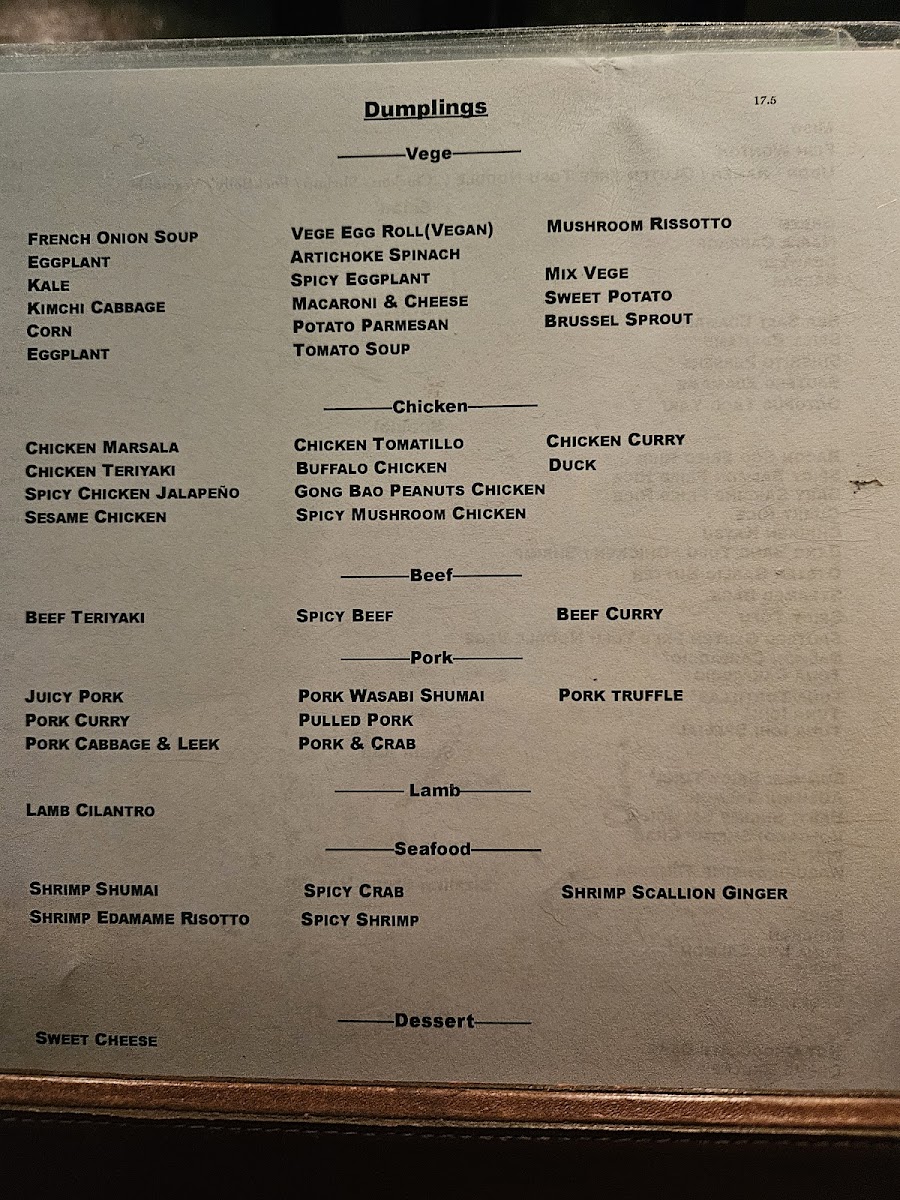 Dumplings
17.5
Vege
French Onion Soup
Eggplant
Kale
Kimchi Cabbage
Corn
Eggplant
Vege Egg Roll(Vegan)
Artichoke Spinach
Spicy Eggplant
Macaroni & Cheese
Potato Parmesan
Tomato Soup
Mushroom Rissotto
Mix Vege
Sweet Potato
Brussel Sprout
Chicken
Chicken Marsala
Chicken Teriyaki
Spicy Chicken Jalapeño
Sesame Chicken
Chicken Tomatillo
Buffalo Chicken
Gong Bao Peanuts Chicken
Spicy Mushroom Chicken
Chicken Curry
Duck
Beef
Beef Teriyaki
Spicy Beef
Beef Curry
Pork
Juicy Pork
Pork Curry
Pork Cabbage & Leek
Pork Wasabi Shumai
Pulled Pork
Pork & Crab
Pork truffle
Lamb
Lamb Cilantro
Seafood
Shrimp Shumai
Shrimp Edamame Risotto
Spicy Crab
Spicy Shrimp
Shrimp Scallion Ginger
Dessert
Sweet Cheese